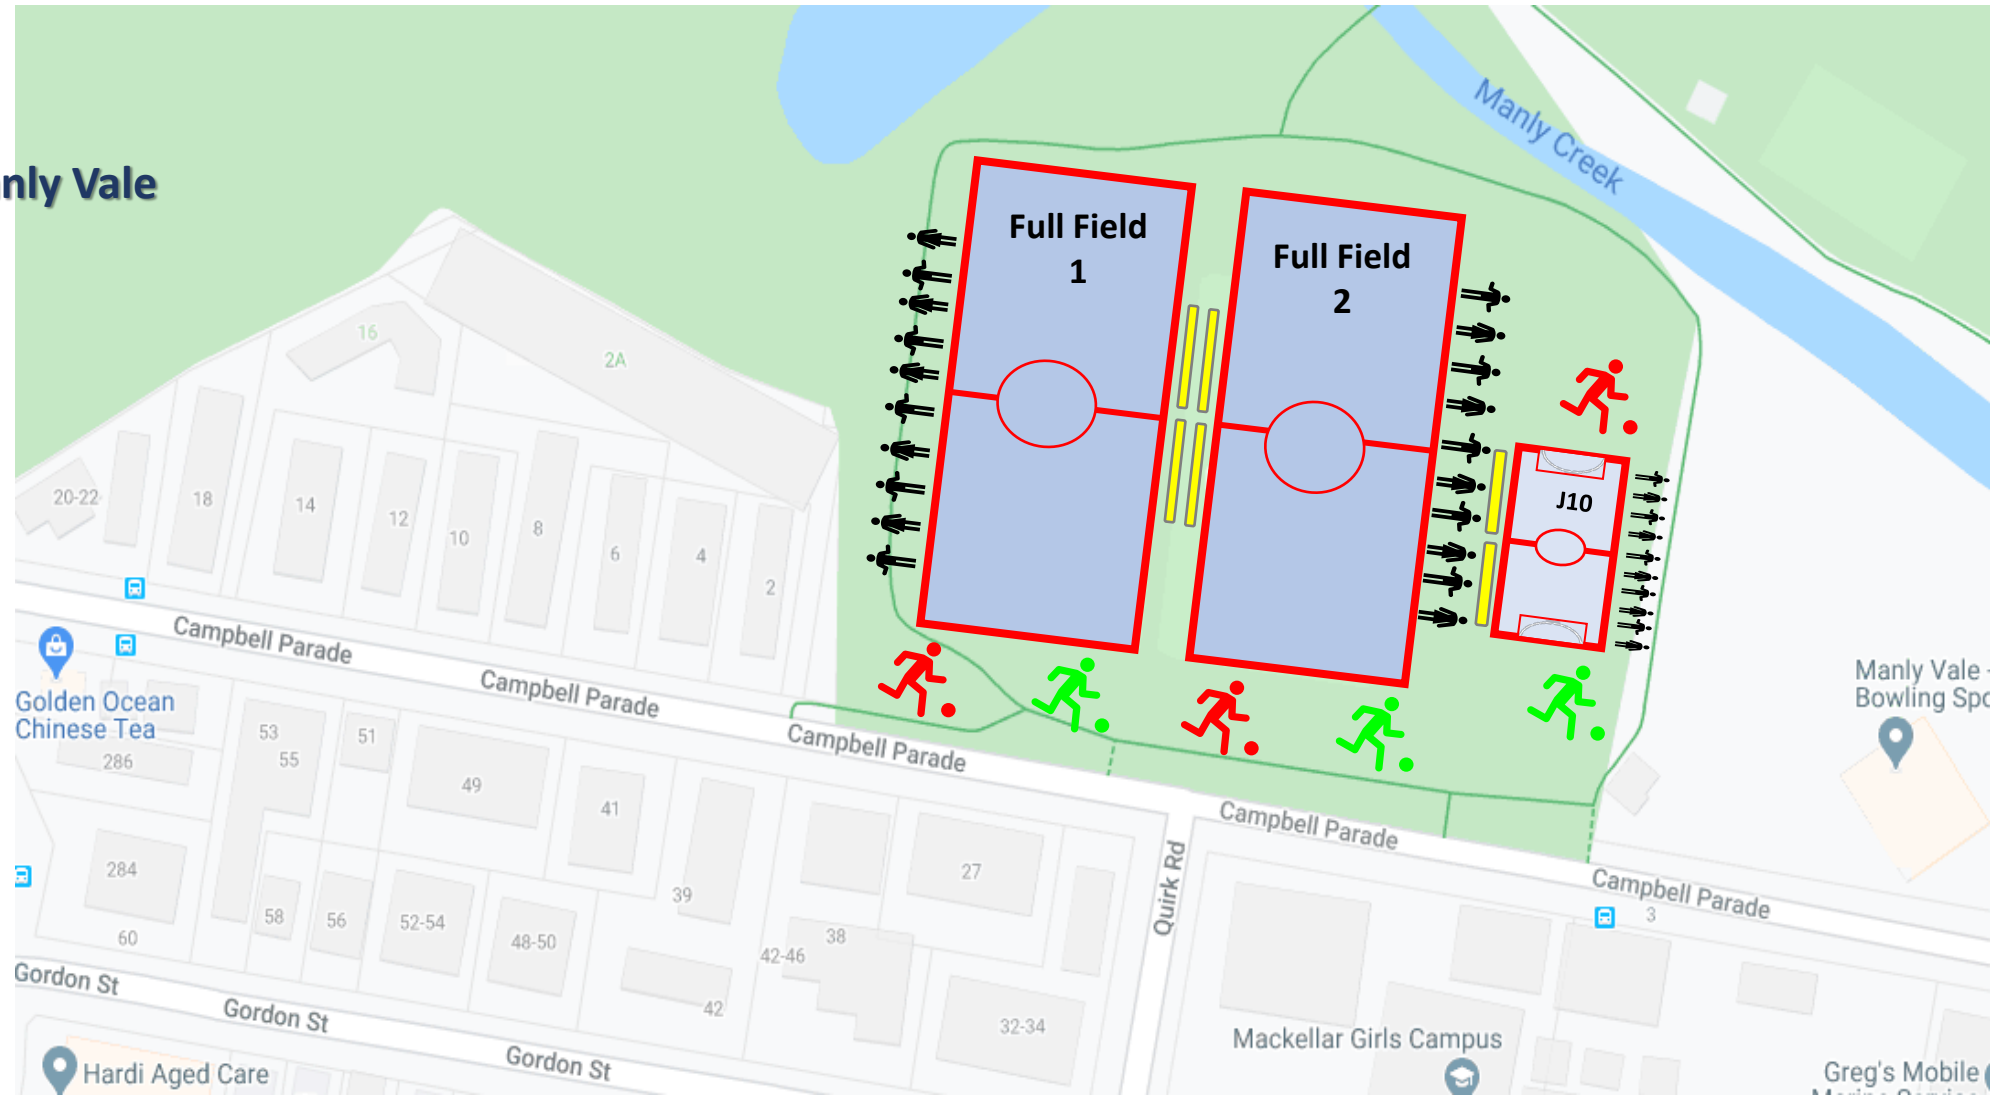 nly Vale
Manly Creek
Full Field
1
Full Field
2
J10
16
2A
20-22
18
14
12
10
8
6
4
2
Campbell Parade
Campbell Parade
Campbell Parade
Campbell Parade
Campbell Parade
Golden Ocean
Chinese Tea
286
53
55
51
49
41
39
284
60
58
56
52-54
48-50
42-46
38
42
27
32-34
Quirk Rd
3
Manly Vale -
Bowling Spo
Gordon St
Gordon St
Gordon St
Hardi Aged Care
Mackellar Girls Campus
Greg's Mobile